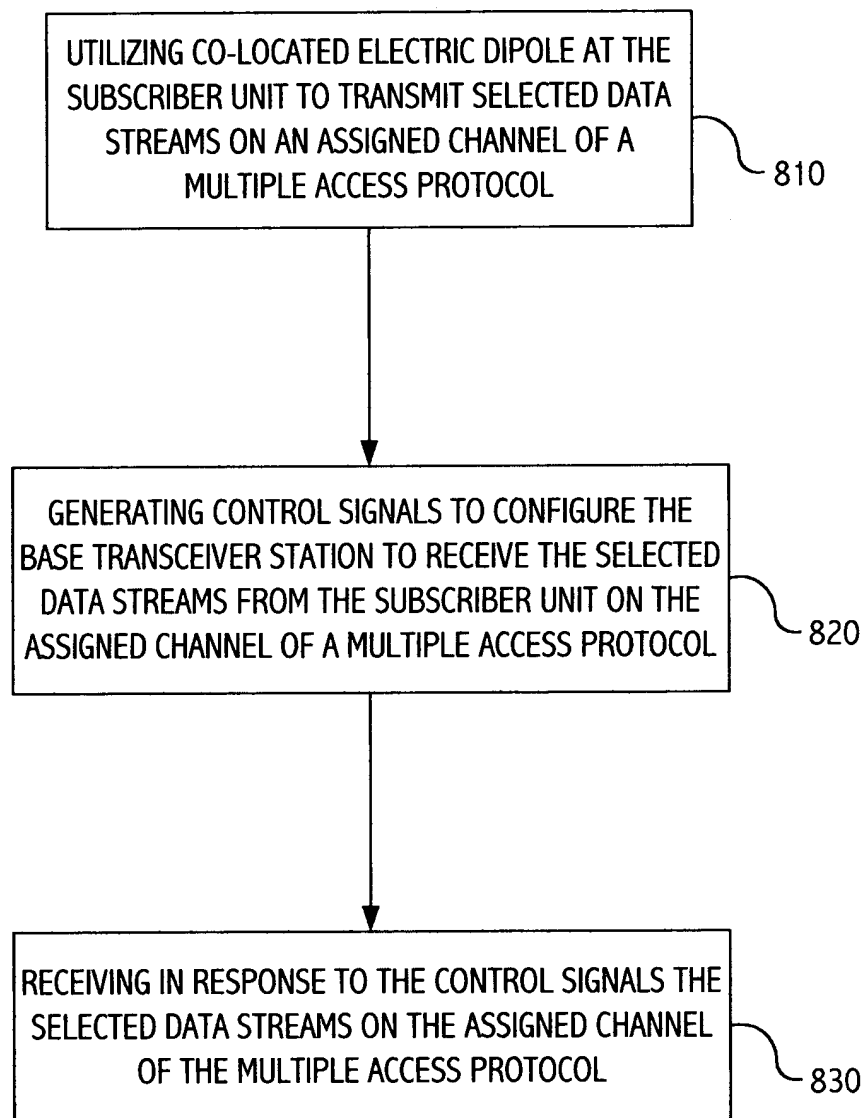 UTILIZING CO-LOCATED ELECTRIC DIPOLE AT THE
SUBSCRIBER UNIT TO TRANSMIT SELECTED DATA
STREAMS ON AN ASSIGNED CHANNEL OF A
MULTIPLE ACCESS PROTOCOL
810
GENERATING CONTROL SIGNALS TO CONFIGURE THE
BASE TRANSCEIVER STATION TO RECEIVE THE SELECTED
DATA STREAMS FROM THE SUBSCRIBER UNIT ON THE
ASSIGNED CHANNEL OF A MULTIPLE ACCESS PROTOCOL
820
RECEIVING IN RESPONSE TO THE CONTROL SIGNALS THE
SELECTED DATA STREAMS ON THE ASSIGNED CHANNEL
OF THE MULTIPLE ACCESS PROTOCOL
830